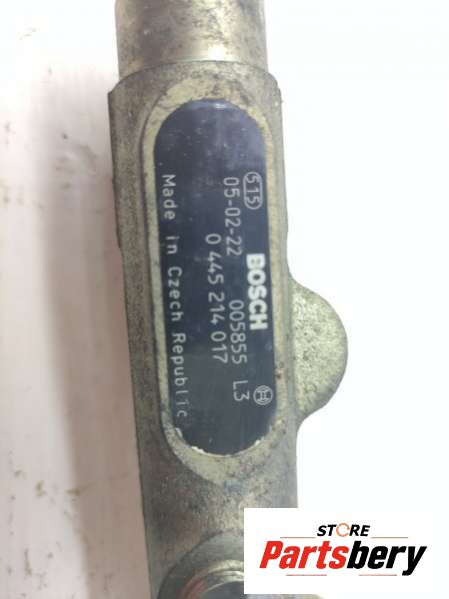 BOSCH
515 005855 L3
05-02-22 0 445 214 017
Made in Czech Republic
STORE
Partsbery